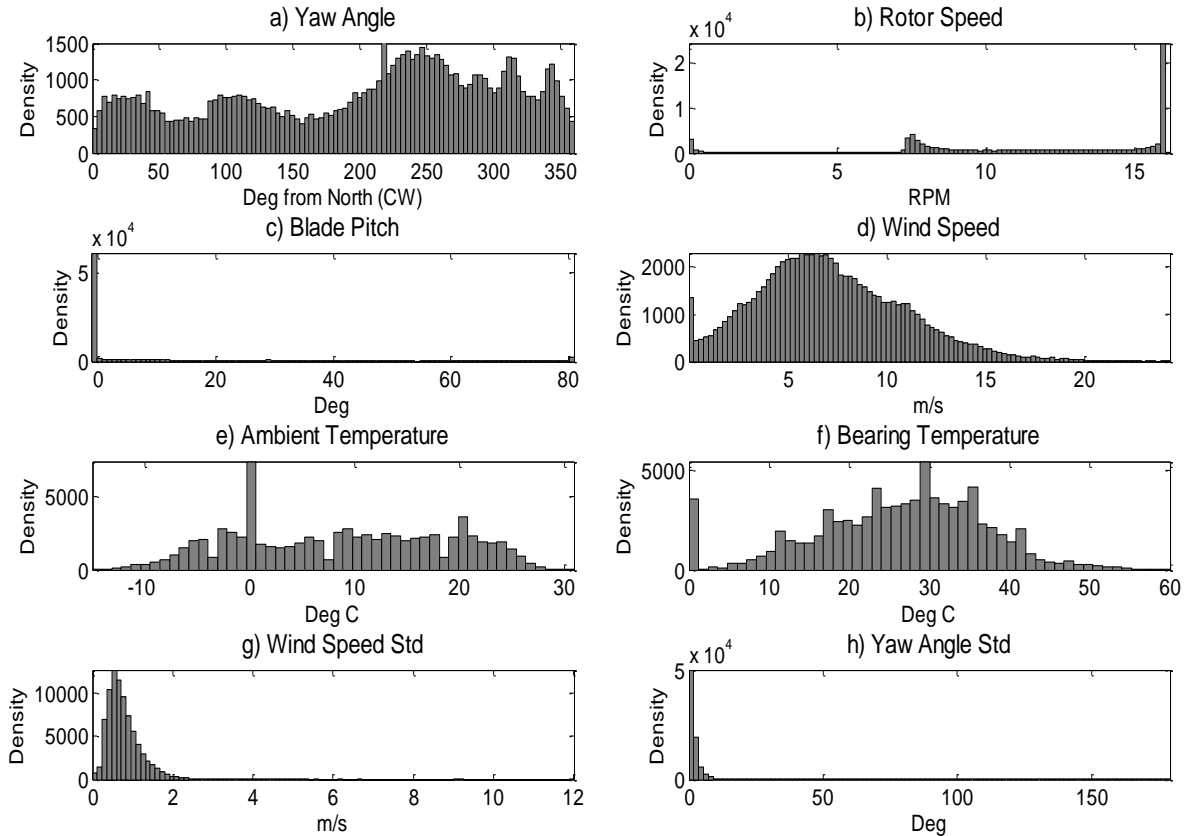 a) Yaw Angle
1500
1000
500
0
Density
0 50 100 150 200 250 300 350
Deg from North (CW)
b) Rotor Speed
x 10^4
2
1
0
Density
0 5 10 15
RPM
c) Blade Pitch
x 10^4
5
0
Density
0 20 40 60 80
Deg
d) Wind Speed
2000
1000
0
Density
5 10 15 20
m/s
e) Ambient Temperature
5000
0
Density
-10 0 10 20 30
Deg C
f) Bearing Temperature
5000
0
Density
0 10 20 30 40 50 60
Deg C
g) Wind Speed Std
10000
5000
0
Density
0 2 4 6 8 10 12
m/s
h) Yaw Angle Std
x 10^4
5
0
Density
0 50 100 150
Deg